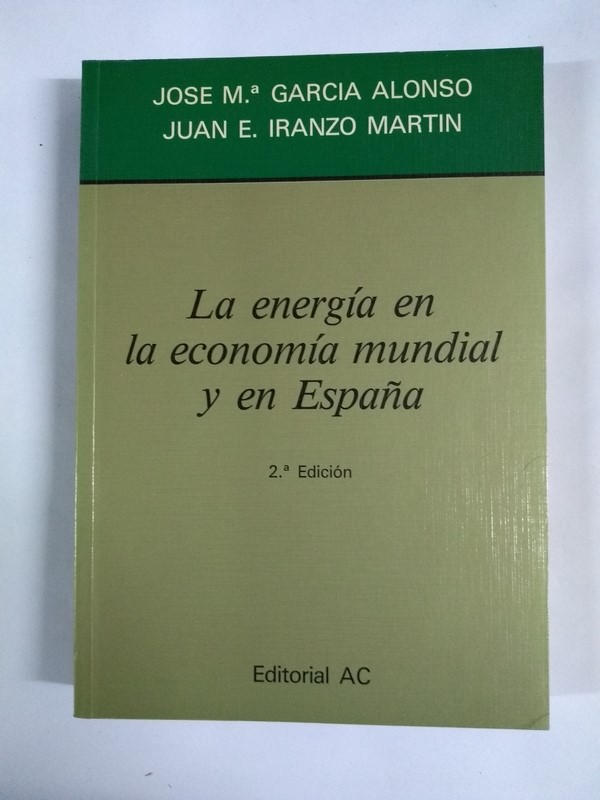 JOSE M.ª GARCIA ALONSO
JUAN E. IRANZO MARTIN
La energía en
la economía mundial
y en España
2.ª Edición
Editorial AC